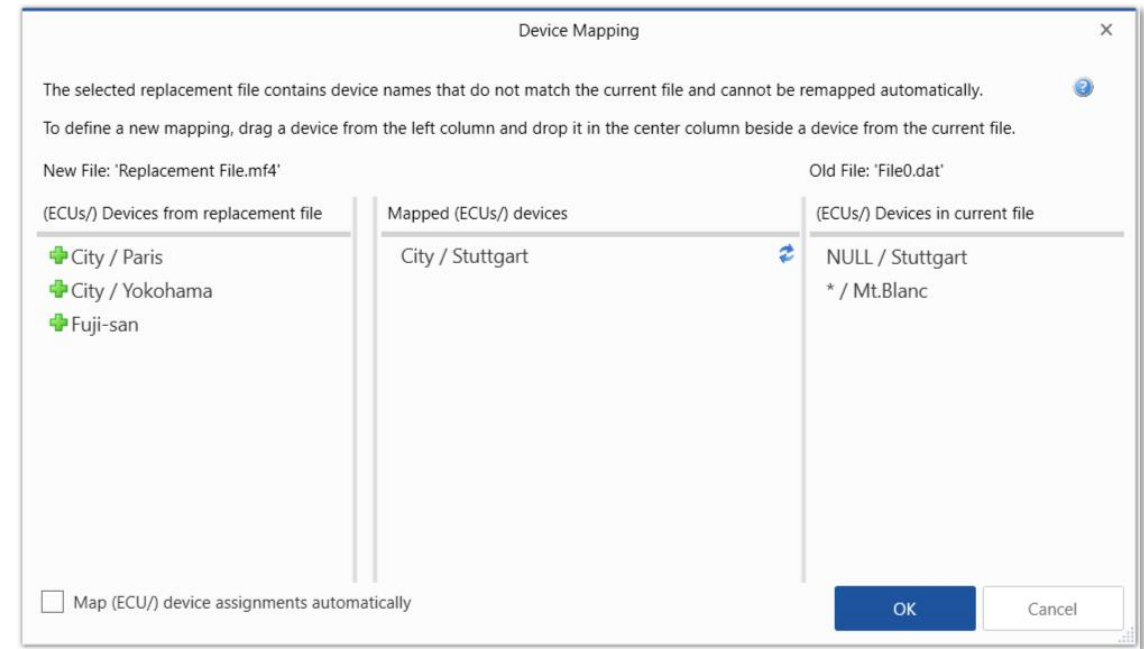 Device Mapping
The selected replacement file contains device names that do not match the current file and cannot be remapped automatically.
To define a new mapping, drag a device from the left column and drop it in the center column beside a device from the current file.
New File: 'Replacement File.mf4' Old File: 'File0.dat'
(ECUs/) Devices from replacement file Mapped (ECUs/) devices (ECUs/) Devices in current file
City / Paris City / Stuttgart NULL / Stuttgart
City / Yokohama * / Mt.Blanc
Fuji-san
Map (ECU/) device assignments automatically OK Cancel